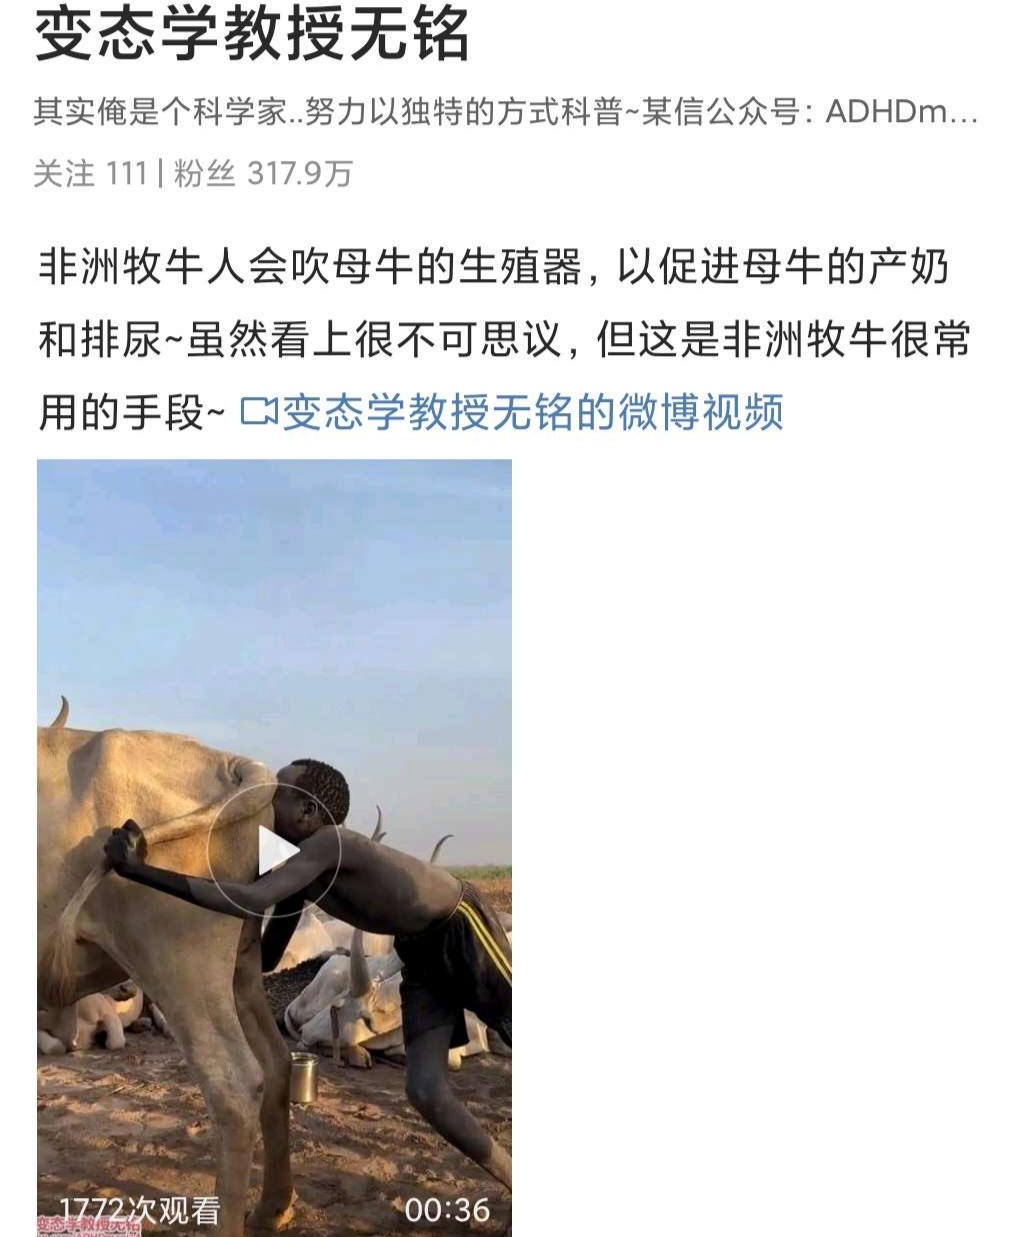 变态学教授无铭
其实俺是个科学家..努力以独特的方式科普~某信公众号: ADHDm...
关注 111 | 粉丝 317.9万
非洲牧牛人会吹母牛的生殖器，以促进母牛的产奶
和排尿~虽然看上很不可思议，但这是非洲牧牛很常
用的手段~ 变态学教授无铭的微博视频
1772次观看
00:36
变态学教授无铭